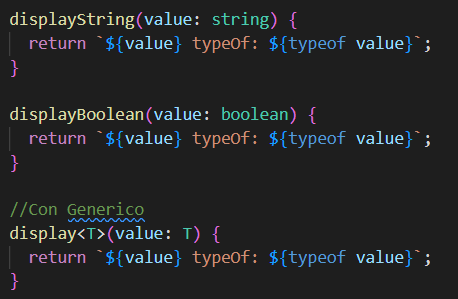 displayString(value: string) {
  return `${value} typeOf: ${typeof value}`;
}
displayBoolean(value: boolean) {
  return `${value} typeOf: ${typeof value}`;
}
//Con Generico
display<T>(value: T) {
  return `${value} typeOf: ${typeof value}`;
}